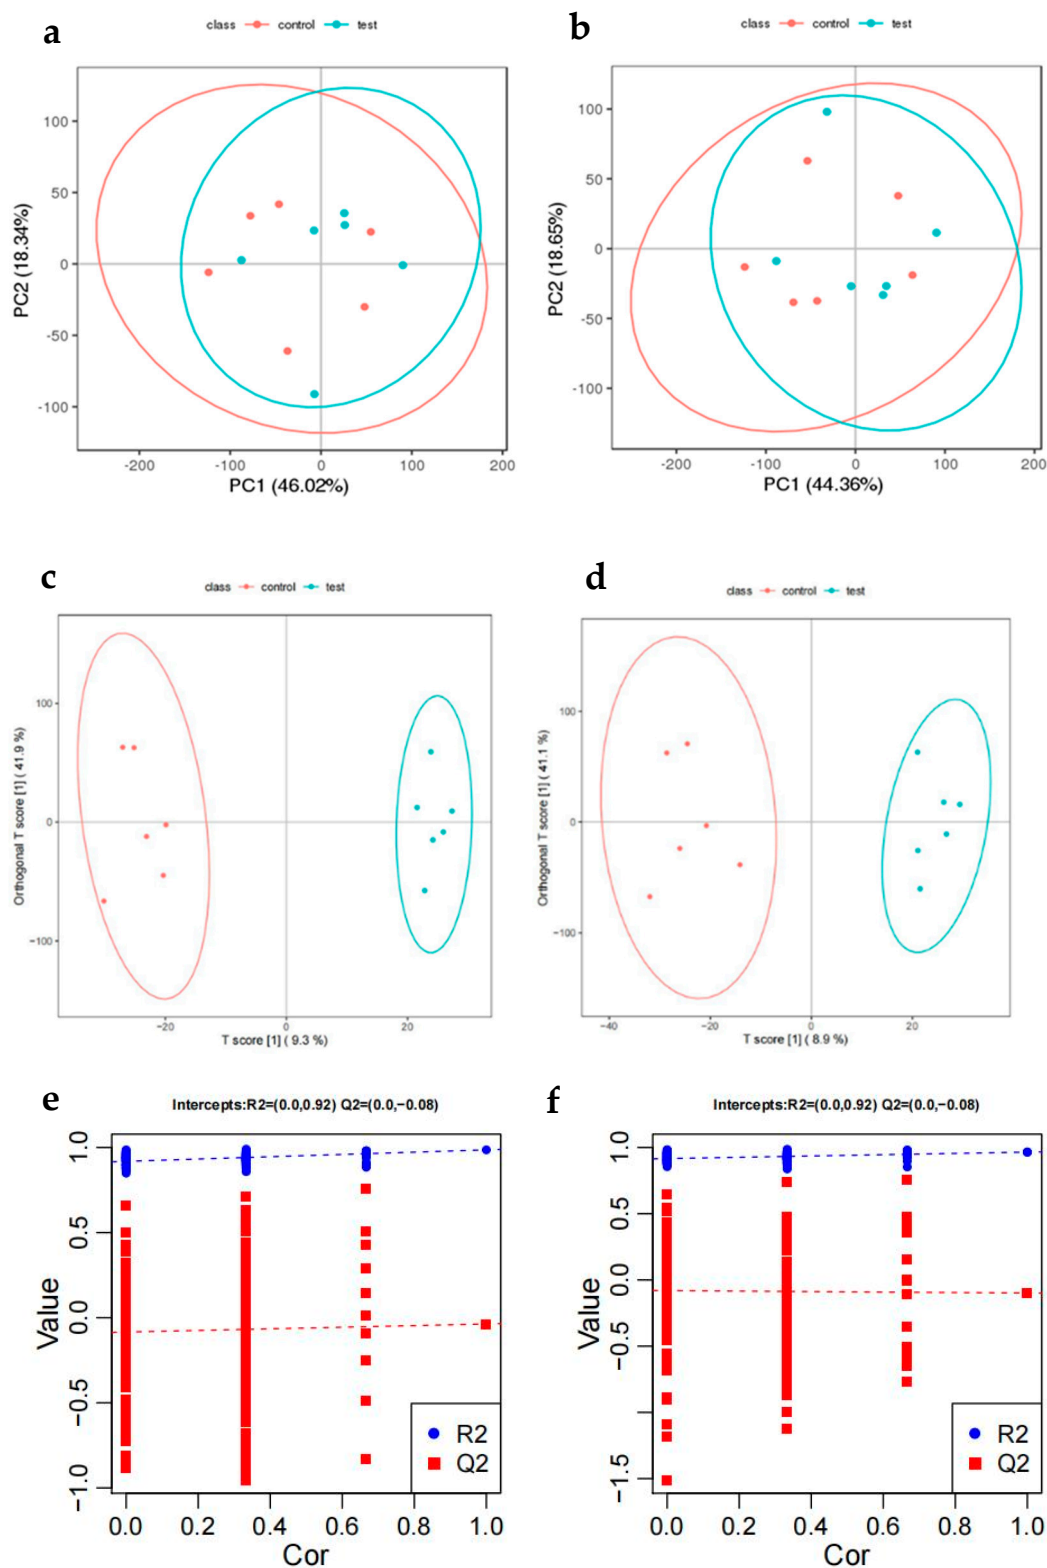 a
class control test
PC2 (18.34%)
100
50
0
-50
-100
-200 -100 0 100 200
PC1 (46.02%)
b
class control test
PC2 (18.65%)
100
50
0
-50
-100
-200 -100 0 100 200
PC1 (44.36%)
c
class control test
Orthogonal T score [1] ( 41.9 %)
100
0
−100
−20 0 20
T score [1] ( 9.3 %)
d
class control test
Orthogonal T score [1] ( 41.1 %)
100
0
−100
−40 −20 0 20
T score [1] ( 8.9 %)
e
Intercepts:R2=(0.0,0.92) Q2=(0.0,−0.08)
Value
1.0
0.5
0.0
−0.5
−1.0
R2
Q2
0.0 0.2 0.4 0.6 0.8 1.0
Cor
f
Intercepts:R2=(0.0,0.92) Q2=(0.0,−0.08)
Value
1.0
0.5
0.0
−0.5
−1.5
R2
Q2
0.0 0.2 0.4 0.6 0.8 1.0
Cor